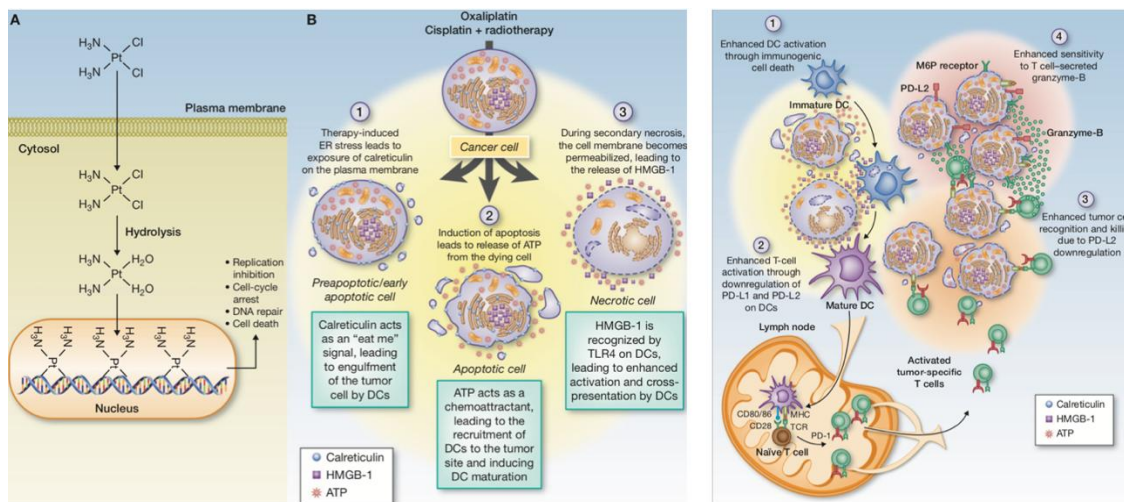 A
H₃N
Cl
Pt
H₃N
Cl
Plasma membrane
Cytosol
H₃N
Cl
Pt
H₃N
Cl
Hydrolysis
H₃N
H₂O
Pt
H₃N
H₂O
• Replication
inhibition
• Cell-cycle
arrest
• DNA repair
• Cell death
H₃N
H₃N
H₃N
H₃N
H₃N
H₃N
Pt
Pt
Pt
Nucleus
B
Oxaliplatin
Cisplatin + radiotherapy
Cancer cell
1
Therapy-induced
ER stress leads to
exposure of calreticulin
on the plasma membrane
Preapoptotic/early
apoptotic cell
Calreticulin acts
as an “eat me”
signal, leading
to engulfment
of the tumor
cell by DCs
2
Induction of apoptosis
leads to release of ATP
from the dying cell
Apoptotic cell
ATP acts as a
chemoattractant,
leading to the
recruitment of
DCs to the tumor
site and inducing
DC maturation
3
During secondary necrosis,
the cell membrane becomes
permeabilized, leading to
the release of HMGB-1
Necrotic cell
HMGB-1 is
recognized by
TLR4 on DCs,
leading to enhanced
activation and cross-
presentation by DCs
Calreticulin
HMGB-1
ATP
1
Enhanced DC activation
through immunogenic
cell death
Immature DC
2
Enhanced T-cell
activation through
downregulation of
PD-L1 and PD-L2
on DCs
Mature DC
Lymph node
CD80/86
MHC
CD28
TCR
PD-1
Naïve T cell
Activated
tumor-specific
T cells
M6P receptor
PD-L2
4
Enhanced sensitivity
to T cell–secreted
granzyme-B
Granzyme-B
3
Enhanced tumor ce
recognition and killi
due to PD-L2
downregulation
Calreticulin
HMGB-1
ATP